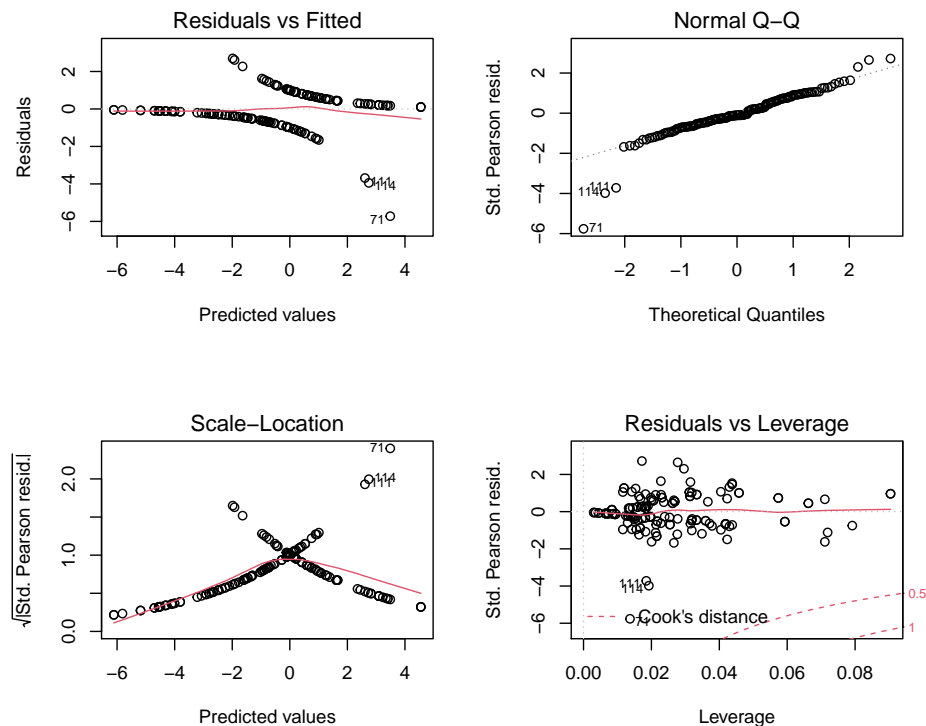 Residuals vs Fitted
Residuals
2
0
−2
−4
−6
111
114
71
−6 −4 −2 0 2 4
Predicted values
Normal Q−Q
Std. Pearson resid.
2
0
−2
−4
−6
111
114
71
−2 −1 0 1 2
Theoretical Quantiles
Scale−Location
√|Std. Pearson resid.|
2.0
1.0
0.0
71
114
111
−6 −4 −2 0 2 4
Predicted values
Residuals vs Leverage
Std. Pearson resid.
2
0
−2
−4
−6
111
114
71
Cook's distance
0.5
1
0.00 0.02 0.04 0.06 0.08
Leverage